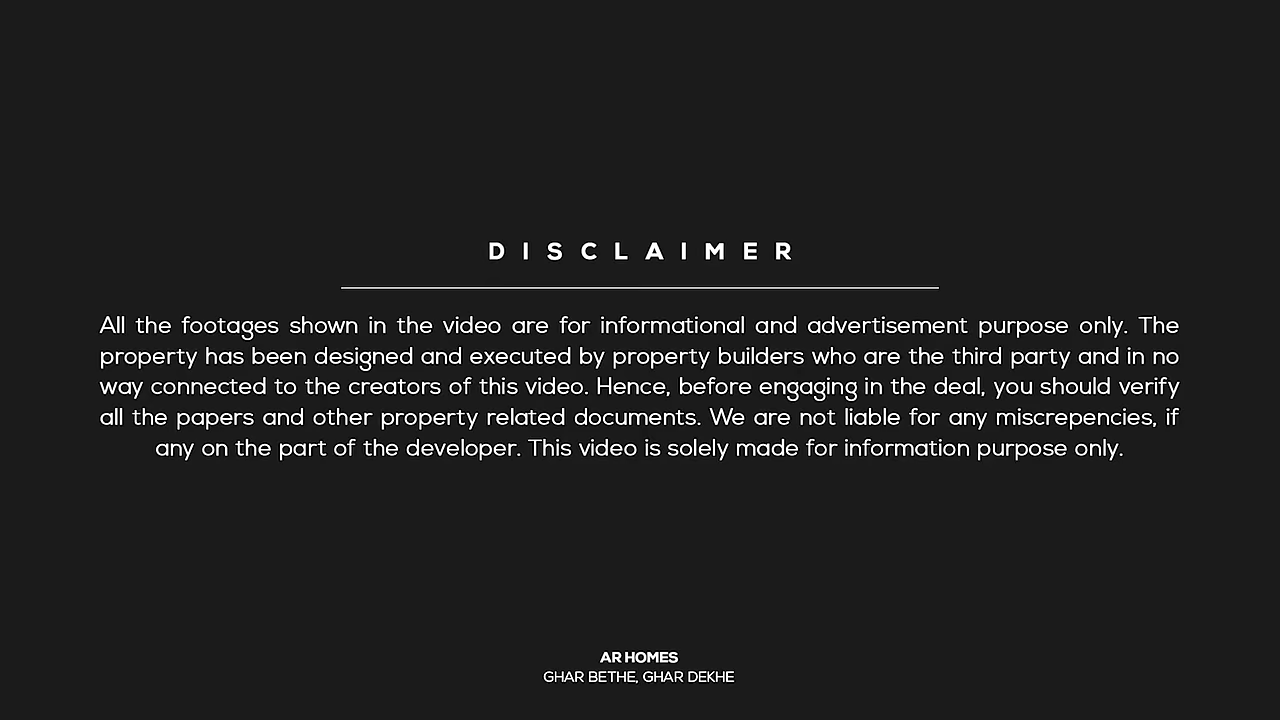 DISCLAIMER
All the footages shown in the video are for informational and advertisement purpose only. The
property has been designed and executed by property builders who are the third party and in no
way connected to the creators of this video. Hence, before engaging in the deal, you should verify
all the papers and other property related documents. We are not liable for any miscrepencies, if
any on the part of the developer. This video is solely made for information purpose only.
AR HOMES
GHAR BETHE, GHAR DEKHE